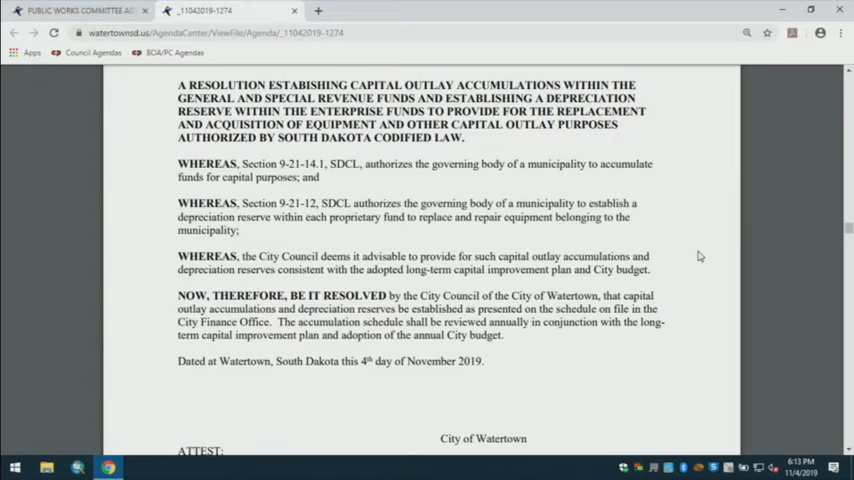 PUBLIC WORKS COMMITTEE AG
_11042019-1274
watertownsd.us/AgendaCenter/ViewFile/Agenda/_11042019-1274
Apps
Council Agendas
BOA/PC Agendas
A RESOLUTION ESTABISHING CAPITAL OUTLAY ACCUMULATIONS WITHIN THE
GENERAL AND SPECIAL REVENUE FUNDS AND ESTABLISHING A DEPRECIATION
RESERVE WITHIN THE ENTERPRISE FUNDS TO PROVIDE FOR THE REPLACEMENT
AND ACQUISITION OF EQUIPMENT AND OTHER CAPITAL OUTLAY PURPOSES
AUTHORIZED BY SOUTH DAKOTA CODIFIED LAW.
WHEREAS, Section 9-21-14.1, SDCL, authorizes the governing body of a municipality to accumulate
funds for capital purposes; and
WHEREAS, Section 9-21-12, SDCL authorizes the governing body of a municipality to establish a
depreciation reserve within each proprietary fund to replace and repair equipment belonging to the
municipality;
WHEREAS, the City Council deems it advisable to provide for such capital outlay accumulations and
depreciation reserves consistent with the adopted long-term capital improvement plan and City budget.
NOW, THEREFORE, BE IT RESOLVED by the City Council of the City of Watertown, that capital
outlay accumulations and depreciation reserves be established as presented on the schedule on file in the
City Finance Office.  The accumulation schedule shall be reviewed annually in conjunction with the long-
term capital improvement plan and adoption of the annual City budget.
Dated at Watertown, South Dakota this 4th day of November 2019.
City of Watertown
ATTEST:
6:13 PM
11/4/2019